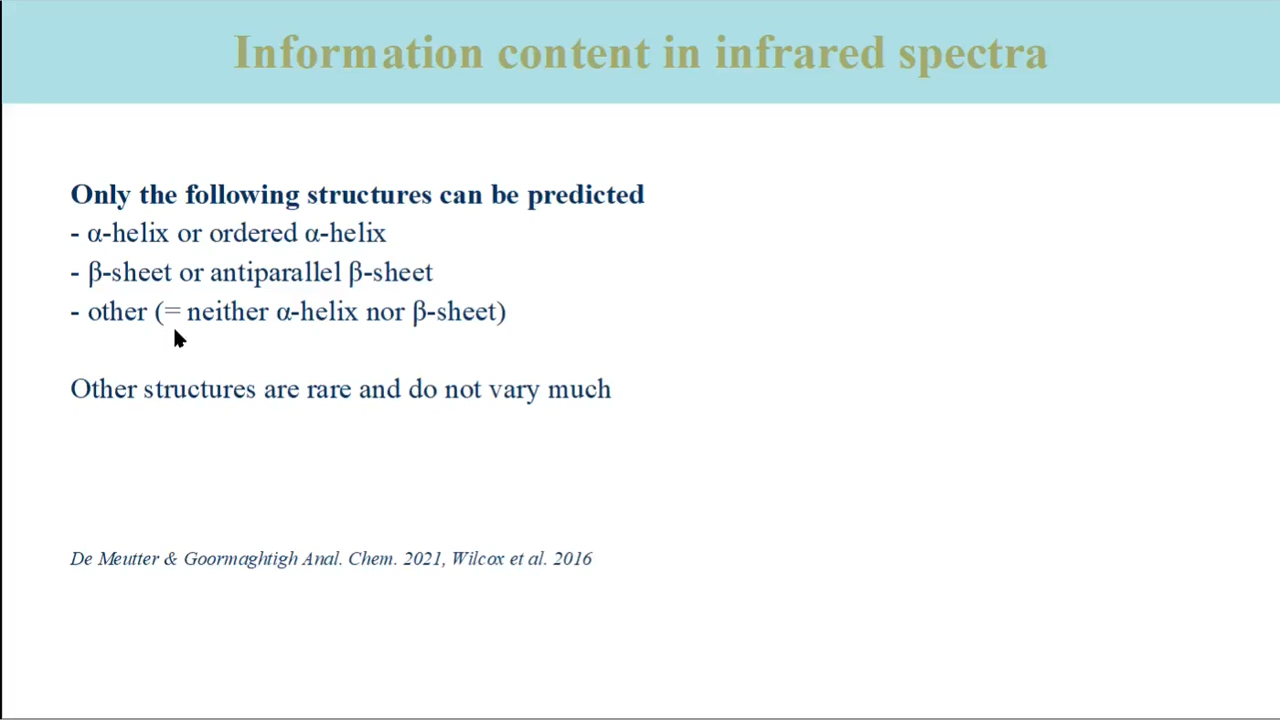 Information content in infrared spectra
Only the following structures can be predicted
- α-helix or ordered α-helix
- β-sheet or antiparallel β-sheet
- other (= neither α-helix nor β-sheet)
Other structures are rare and do not vary much
De Meutter & Goormaghtigh Anal. Chem. 2021, Wilcox et al. 2016